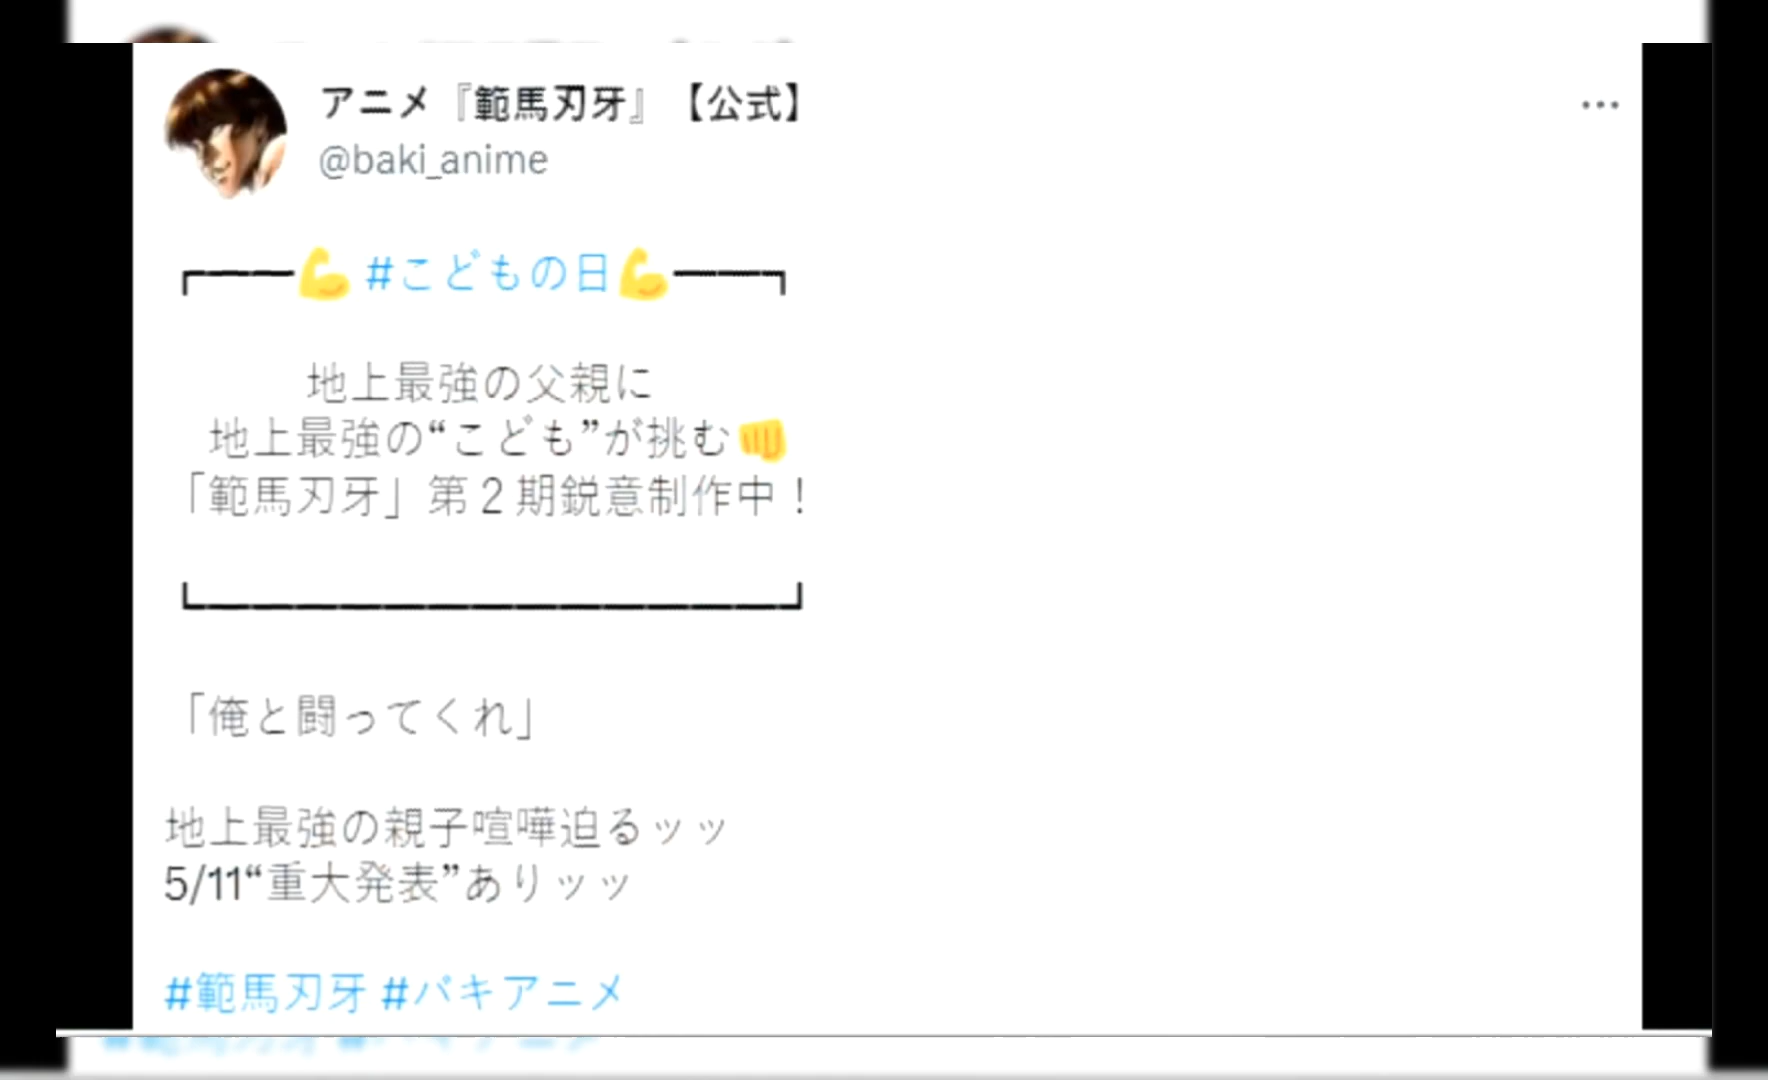 アニメ『範馬刃牙』【公式】
@baki_anime
┏━━💪 #こどもの日💪━━┓
地上最強の父親に
地上最強の“こども”が挑む👊
「範馬刃牙」第２期鋭意制作中！
┗━━━━━━━━━━━━━━┛
「俺と闘ってくれ」
地上最強の親子喧嘩迫るッッ
5/11“重大発表”ありッッ
#範馬刃牙 #バキアニメ